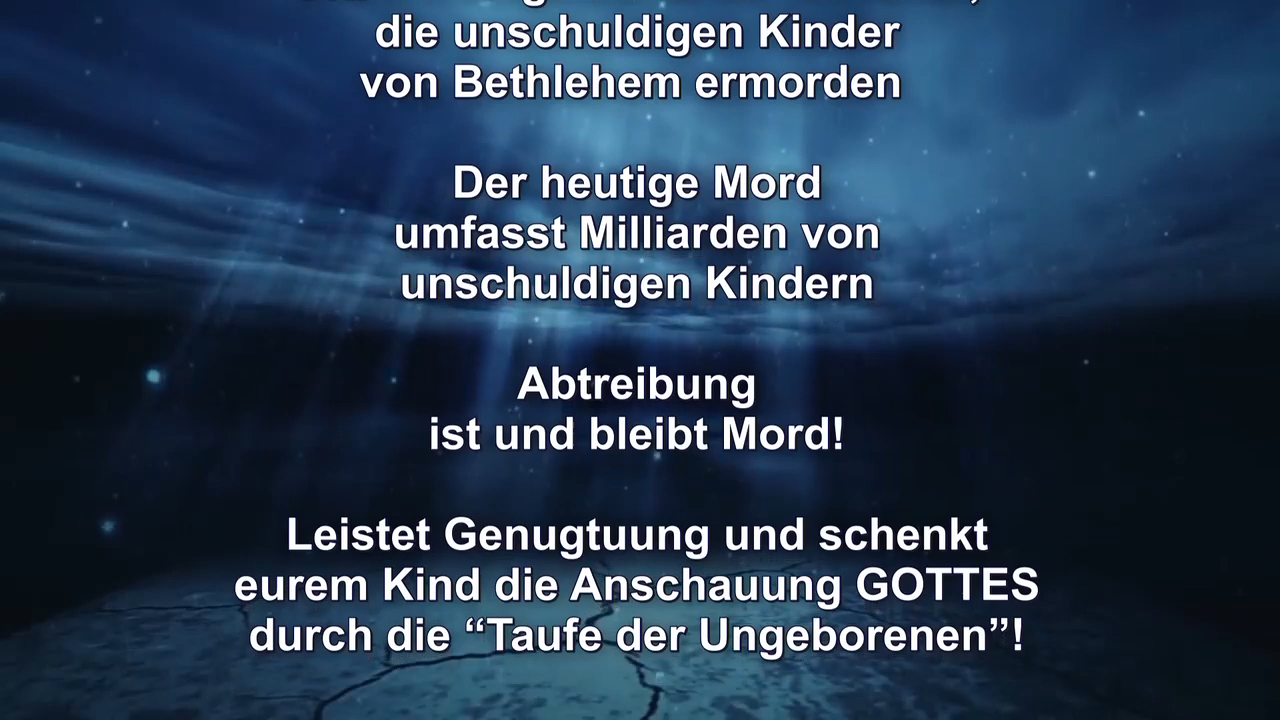 die unschuldigen Kinder
von Bethlehem ermorden
Der heutige Mord
umfasst Milliarden von
unschuldigen Kindern
Abtreibung
ist und bleibt Mord!
Leistet Genugtuung und schenkt
eurem Kind die Anschauung GOTTES
durch die “Taufe der Ungeborenen”!